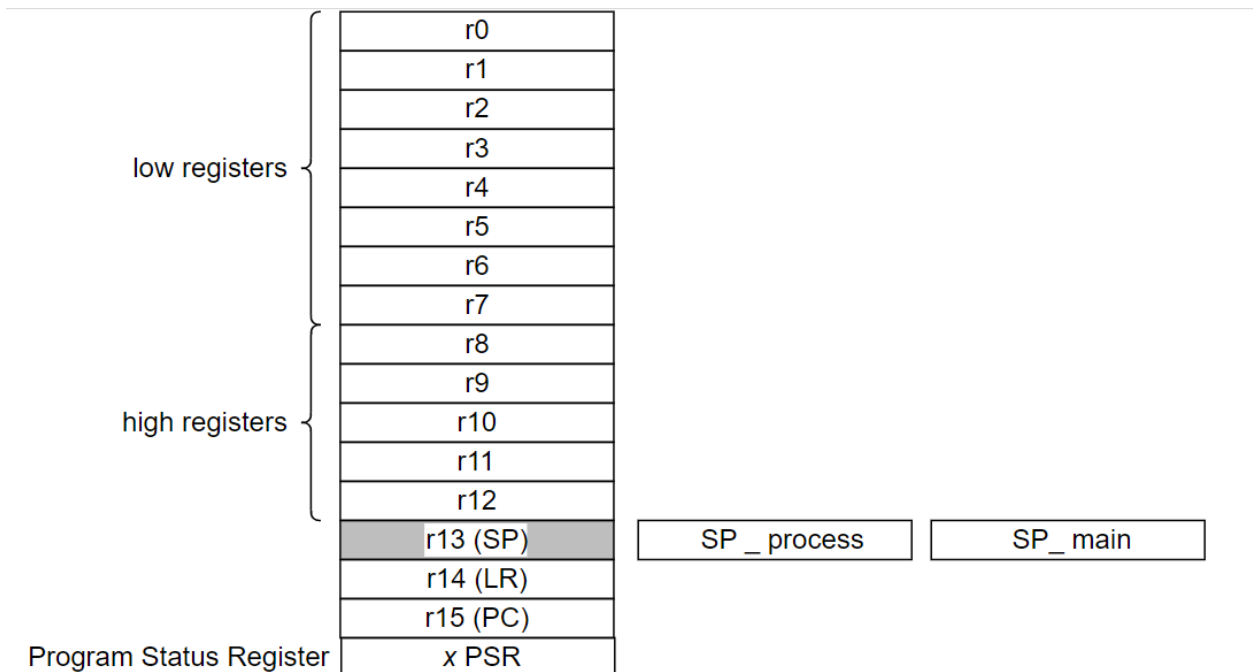 r0
r1
r2
r3
low registers
r4
r5
r6
r7
r8
r9
high registers
r10
r11
r12
r13 (SP)
SP _ process
SP_ main
r14 (LR)
r15 (PC)
Program Status Register
x PSR